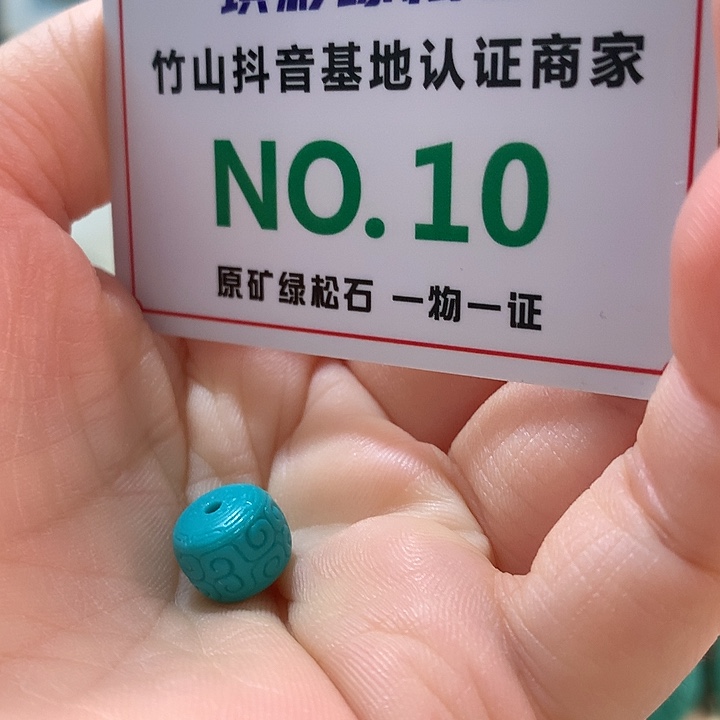 竹山抖音基地认证商家
NO.10
原矿绿松石 一物一证